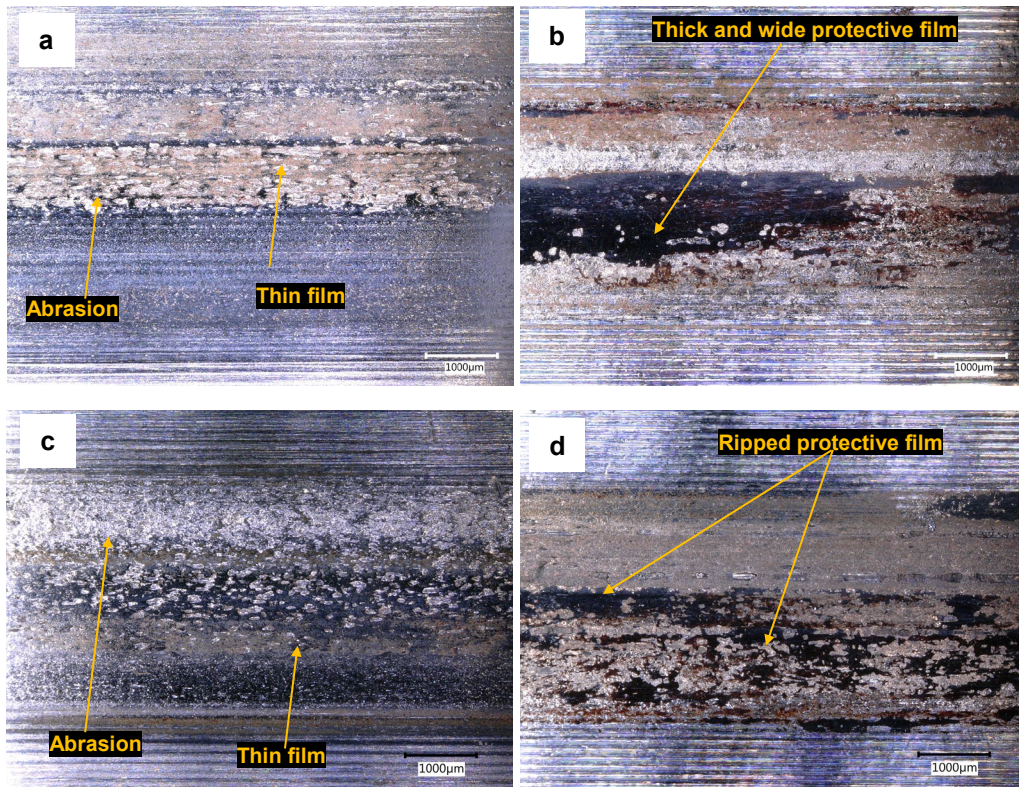 a
Thin film
Abrasion
1000µm
b
Thick and wide protective film
1000µm
c
Abrasion
Thin film
1000µm
d
Ripped protective film
1000µm